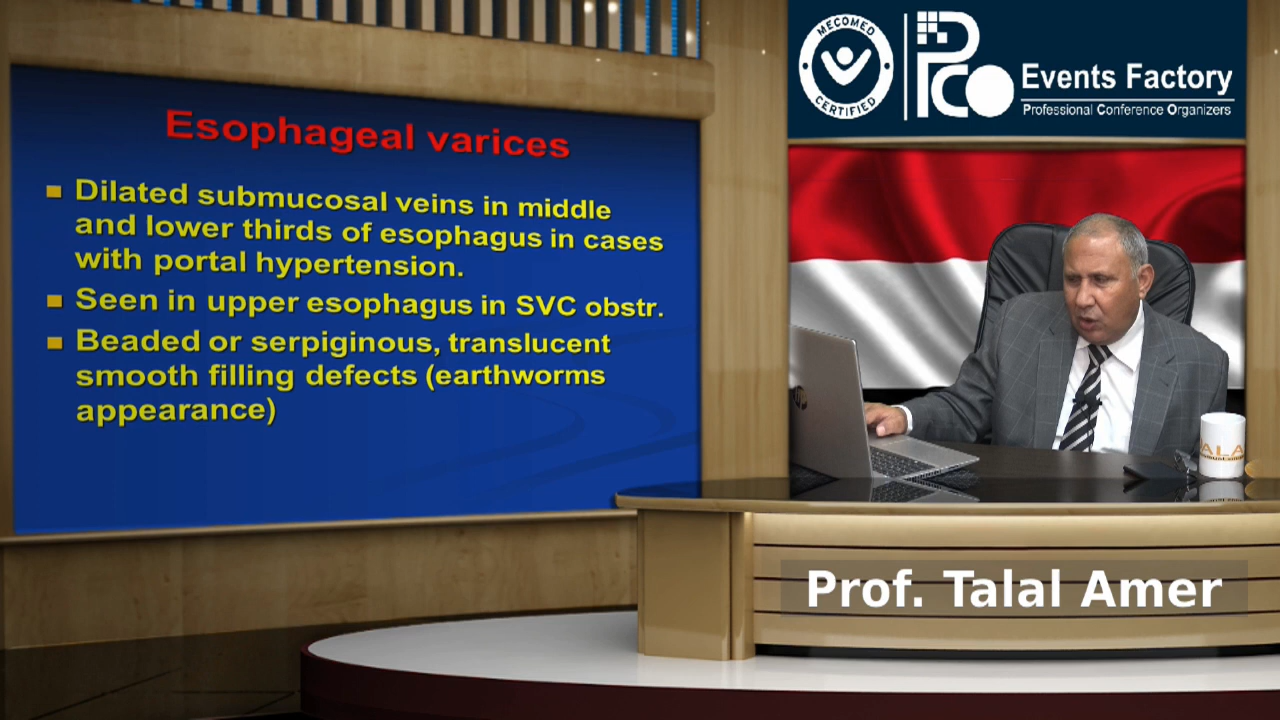 Esophageal varices
Dilated submucosal veins in middle
and lower thirds of esophagus in cases
with portal hypertension.
Seen in upper esophagus in SVC obstr.
Beaded or serpiginous, translucent
smooth filling defects (earthworms
appearance)
MECOMED
CERTIFIED
PCO
Events Factory
Professional Conference Organizers
Prof. Talal Amer